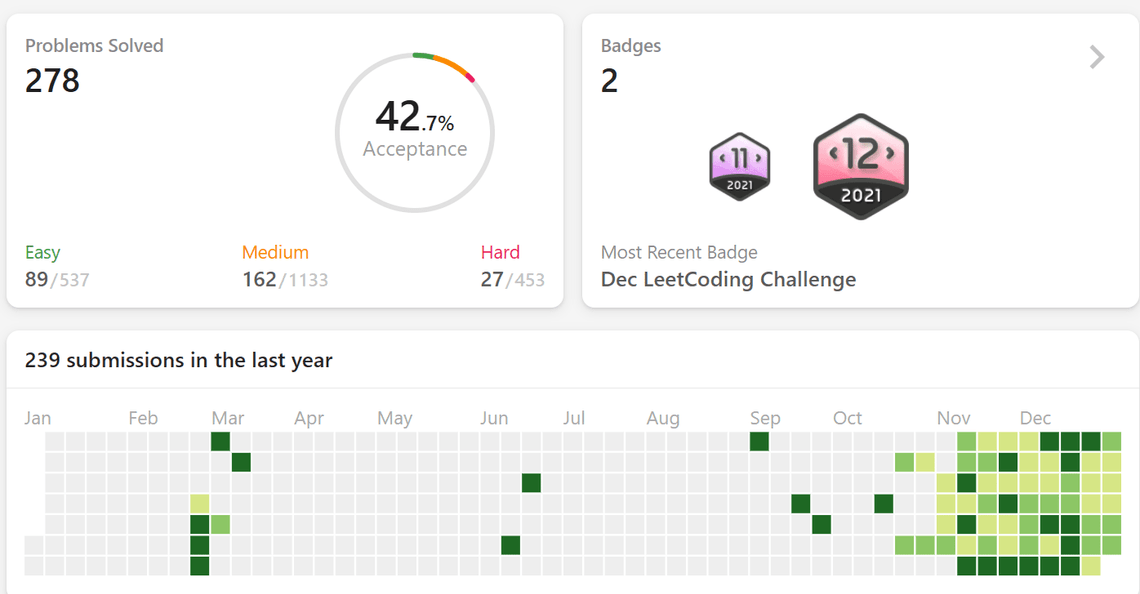 Problems Solved
278
42.7%
Acceptance
Easy
89/537
Medium
162/1133
Hard
27/453
Badges
2
‹11›
2021
‹12›
2021
Most Recent Badge
Dec LeetCoding Challenge
239 submissions in the last year
Jan Feb Mar Apr May Jun Jul Aug Sep Oct Nov Dec